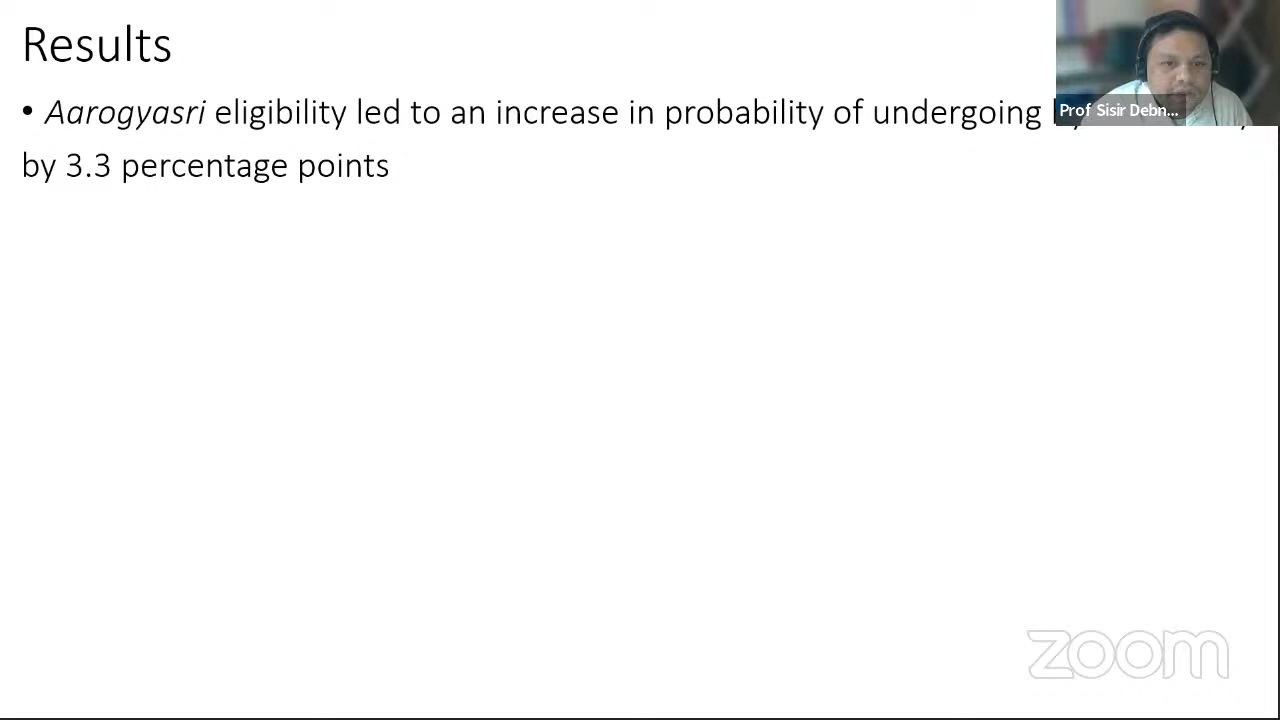 Results
Prof Sisir Debn...
• Aarogyasri eligibility led to an increase in probability of undergoing
by 3.3 percentage points
zoom